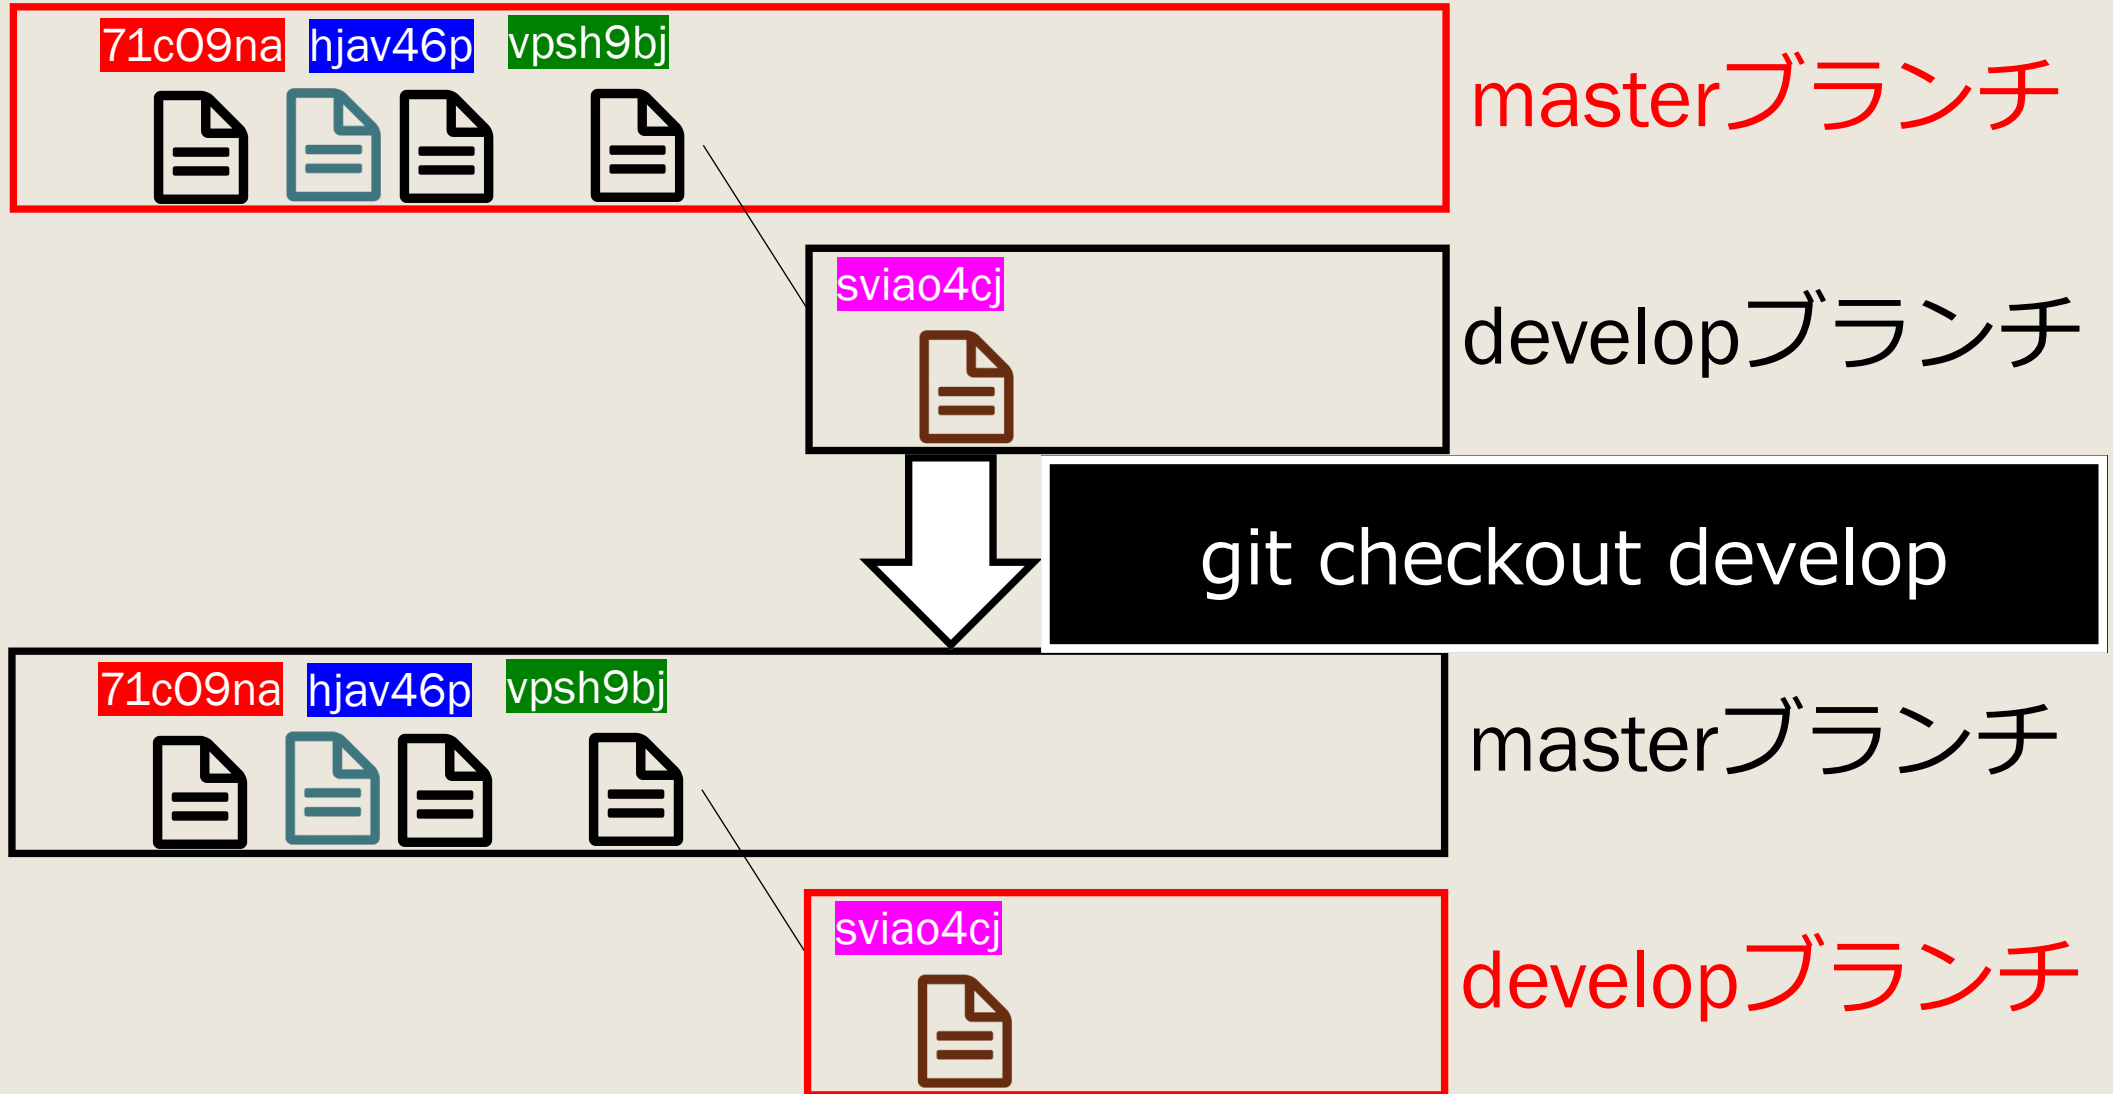 71c09na hjav46p vpsh9bj
masterブランチ
sviao4cj
developブランチ
git checkout develop
71c09na hjav46p vpsh9bj
masterブランチ
sviao4cj
developブランチ